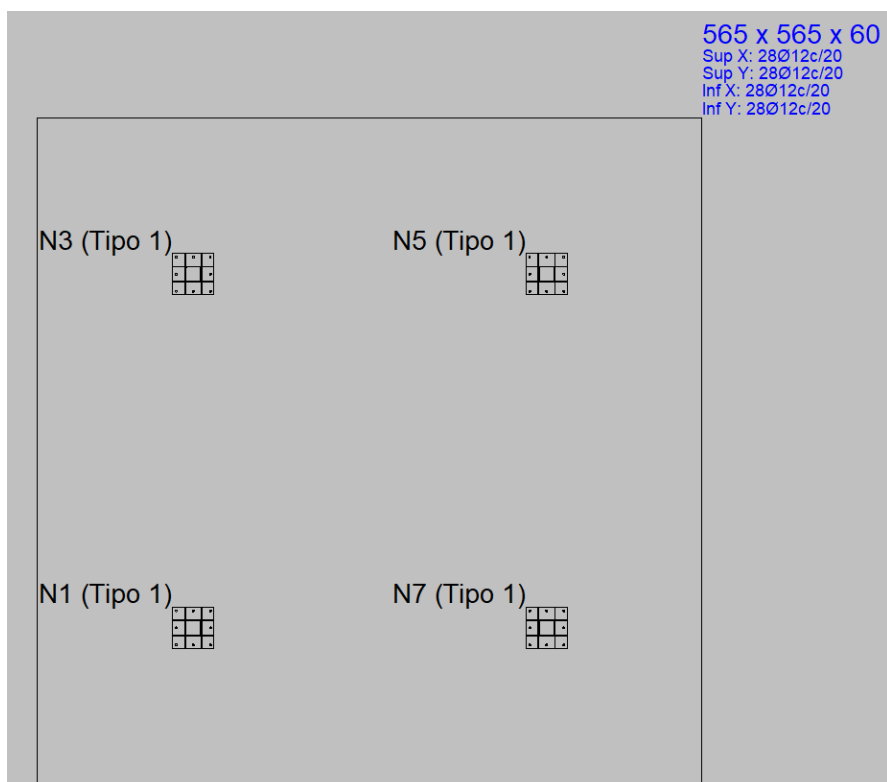 565 x 565 x 60
Sup X: 28Ø12c/20
Sup Y: 28Ø12c/20
Inf X: 28Ø12c/20
Inf Y: 28Ø12c/20
N3 (Tipo 1)
N5 (Tipo 1)
N1 (Tipo 1)
N7 (Tipo 1)